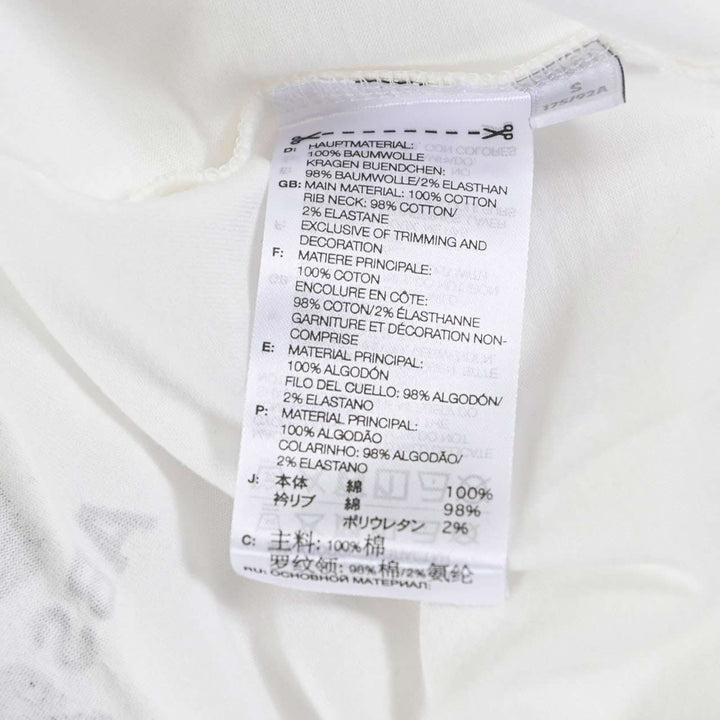 S
175/92A
D: HAUPTMATERIAL:
100% BAUMWOLLE
KRAGEN BUENDCHEN:
98% BAUMWOLLE/2% ELASTHAN
GB: MAIN MATERIAL: 100% COTTON
RIB NECK: 98% COTTON/
2% ELASTANE
EXCLUSIVE OF TRIMMING AND
DECORATION
F: MATIERE PRINCIPALE:
100% COTON
ENCOLURE EN CÔTE:
98% COTON/2% ÉLASTHANNE
GARNITURE ET DÉCORATION NON-
COMPRISE
E: MATERIAL PRINCIPAL:
100% ALGODÓN
FILO DEL CUELLO: 98% ALGODÓN/
2% ELASTANO
P: MATERIAL PRINCIPAL:
100% ALGODÃO
COLARINHO: 98% ALGODÃO/
2% ELASTANO
J: 本体 綿 100%
衿リブ 綿 98%
ポリウレタン 2%
C: 主料: 100%棉
罗纹领: 98%棉/2%氨纶
RU: ОСНОВНОЙ МАТЕРИАЛ: